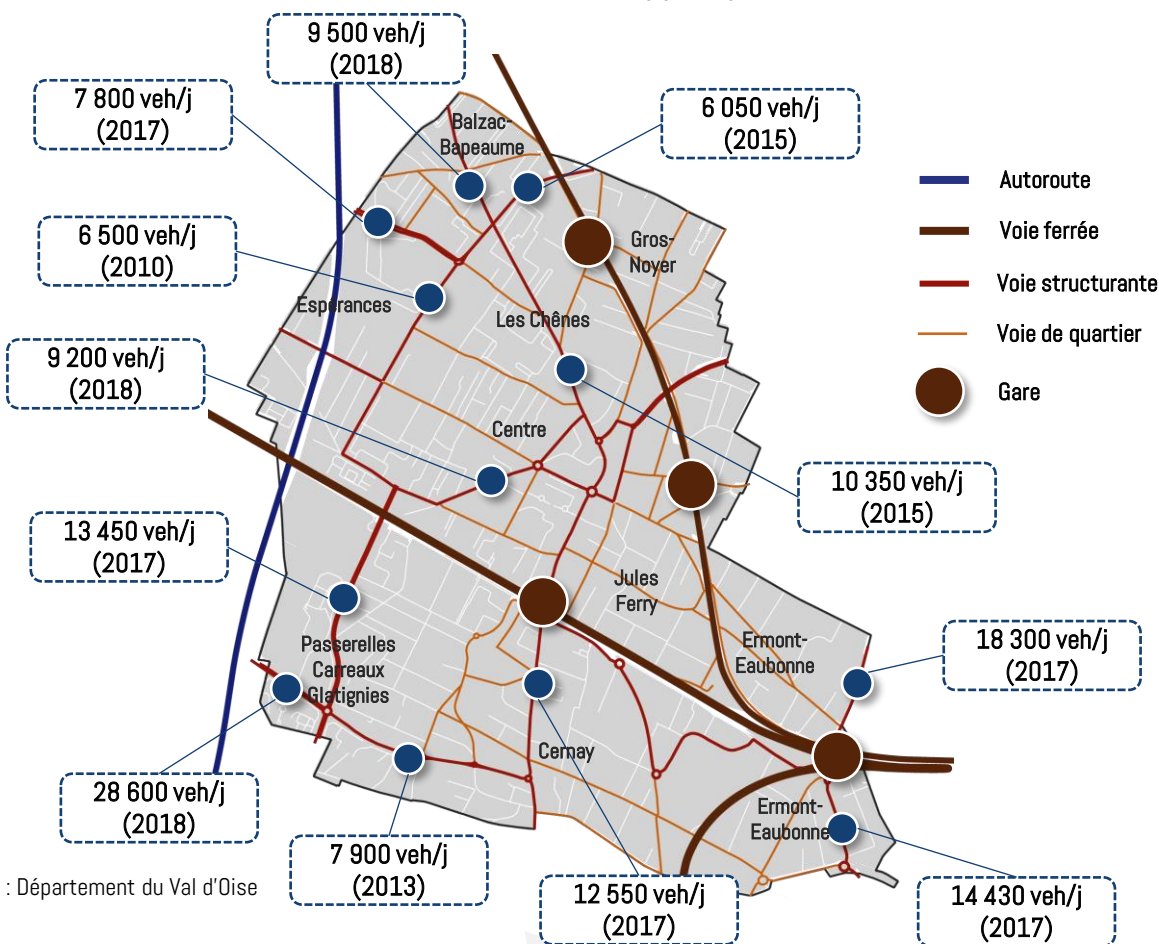 9 500 veh/j
(2018)
7 800 veh/j
(2017)
6 050 veh/j
(2015)
Balzac-
Bapeaume
Autoroute
Voie ferrée
Voie structurante
Voie de quartier
Gare
6 500 veh/j
(2010)
Gros-
Noyer
Espérances
Les Chênes
9 200 veh/j
(2018)
Centre
10 350 veh/j
(2015)
13 450 veh/j
(2017)
Jules
Ferry
Passerelles
Carreaux
Glatignies
Ermont-
Eaubonne
18 300 veh/j
(2017)
Cernay
28 600 veh/j
(2018)
Ermont-
Eaubonne
7 900 veh/j
(2013)
12 550 veh/j
(2017)
14 430 veh/j
(2017)
: Département du Val d'Oise